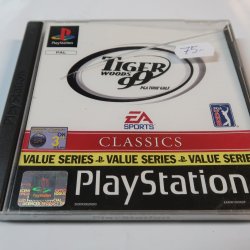 PlayStation
PAL
75-
TIGER
WOODS 99
PGA TOUR GOLF
EA
SPORTS
PGA TOUR
CLASSICS
VALUE SERIES VALUE SERIES VALUE SERIES
PlayStation